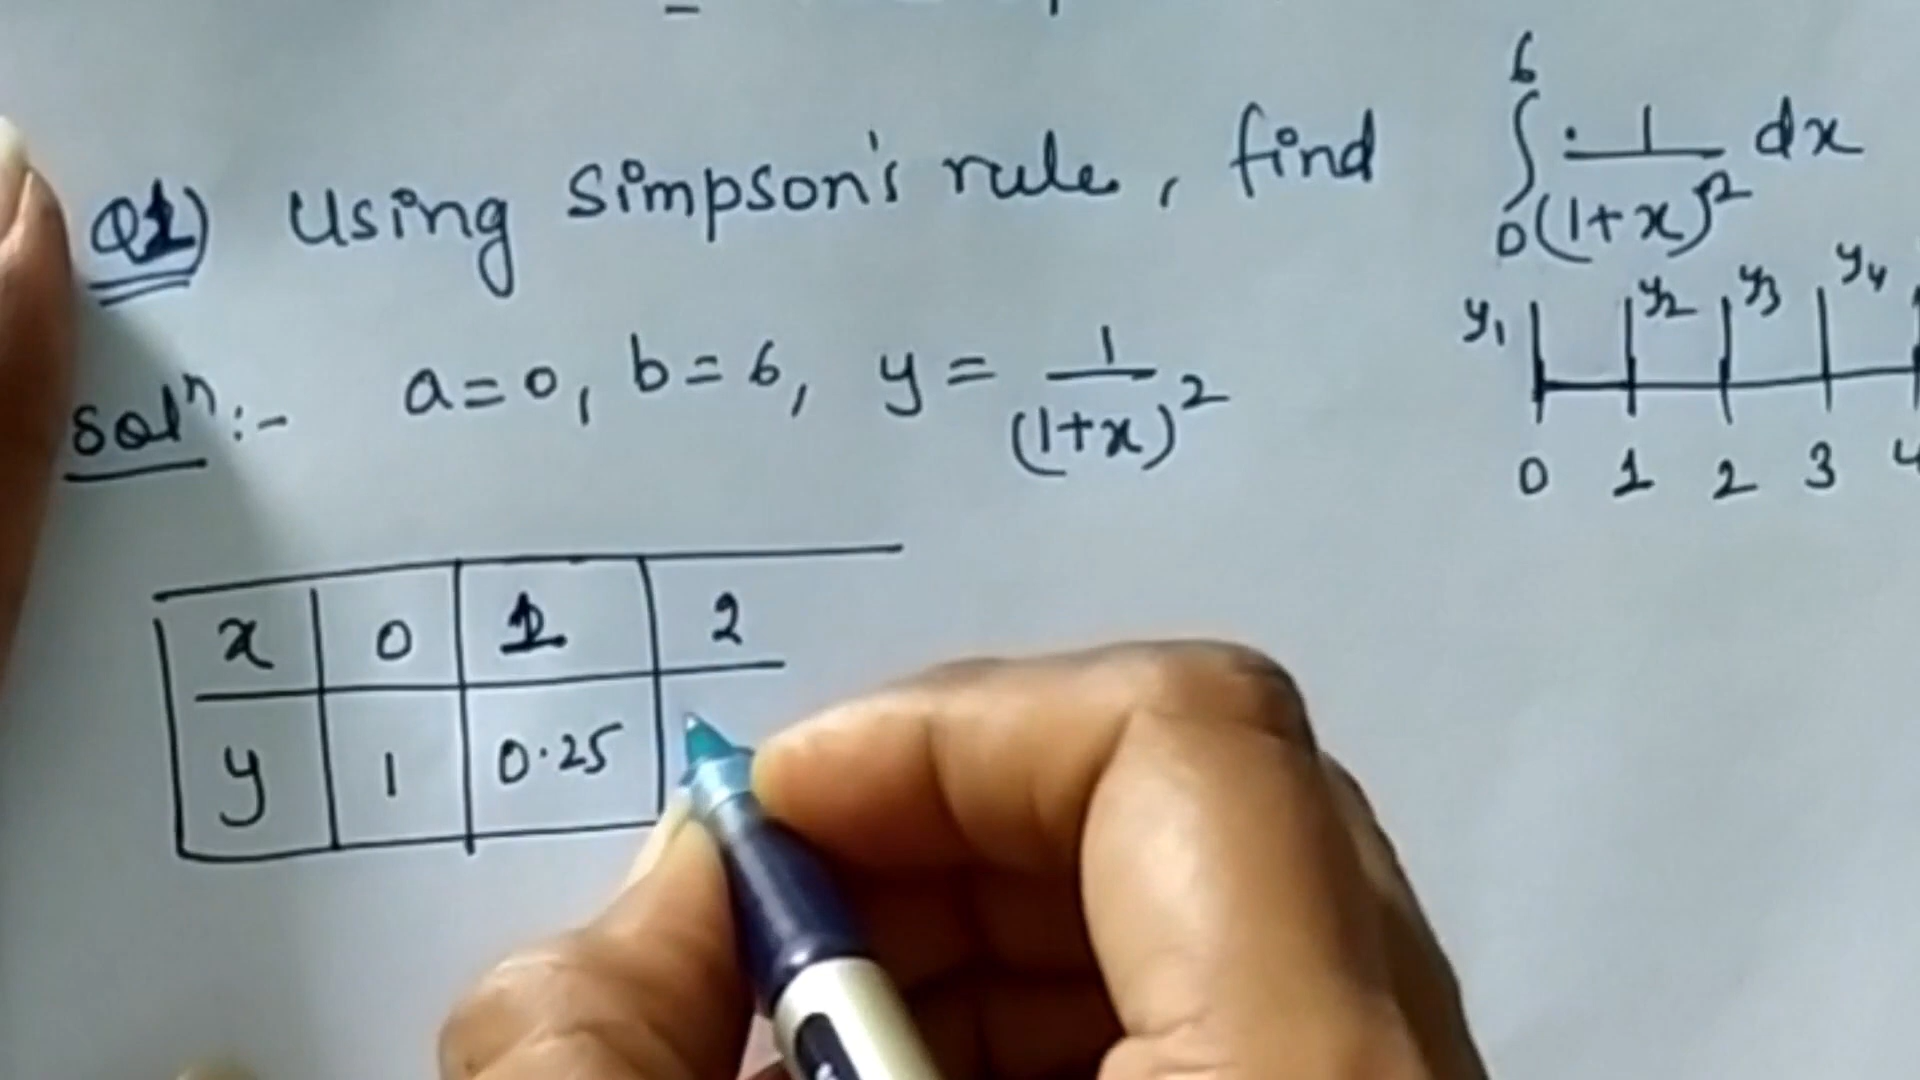 Q1) Using Simpson's rule, find ∫₀⁶ 1/(1+x)² dx
Solⁿ :- a=0, b=6, y = 1/(1+x)²
y₁ y₂ y₃ y₄
0 1 2 3 4
x 0 1 2
y 1 0.25